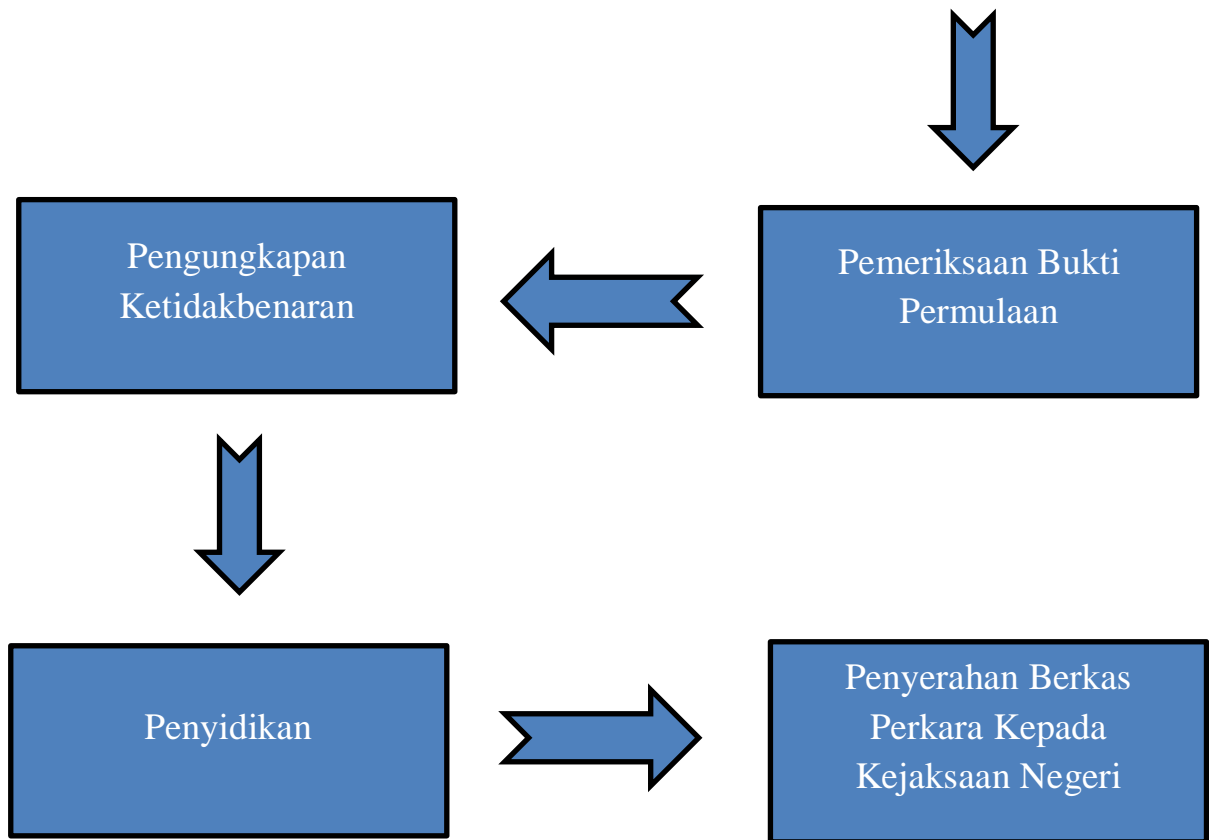 Pengungkapan
Ketidakbenaran
Pemeriksaan Bukti
Permulaan
Penyidikan
Penyerahan Berkas
Perkara Kepada
Kejaksaan Negeri